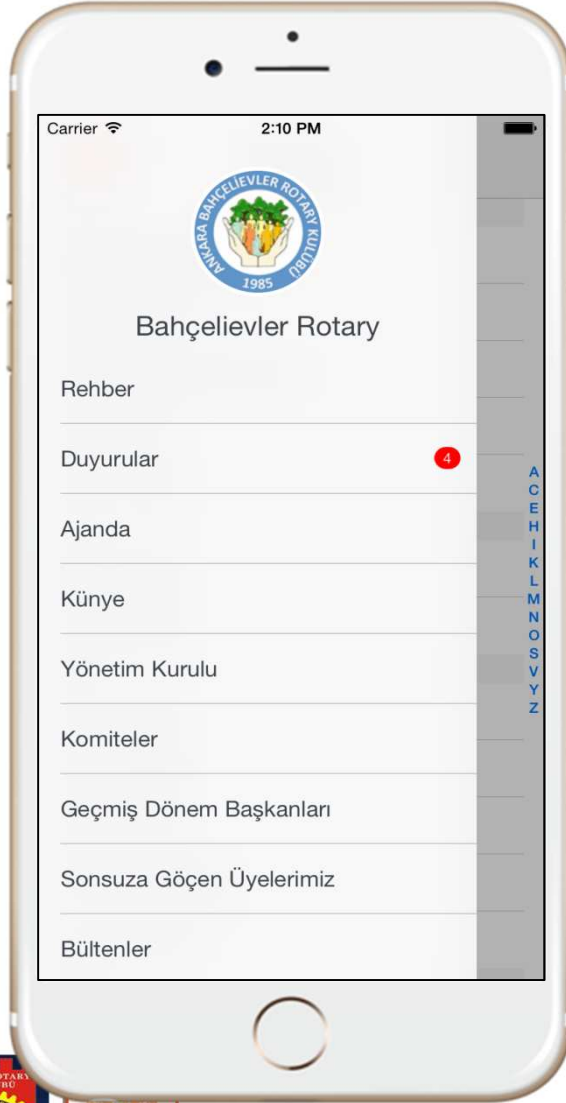 Carrier
2:10 PM
ANKARA BAHÇELİEVLER ROTARY KULÜBÜ
1985
Bahçelievler Rotary
Rehber
Duyurular
4
Ajanda
Künye
Yönetim Kurulu
Komiteler
Geçmiş Dönem Başkanları
Sonsuza Göçen Üyelerimiz
Bültenler
A
C
E
H
I
K
L
M
N
O
S
V
Y
Z